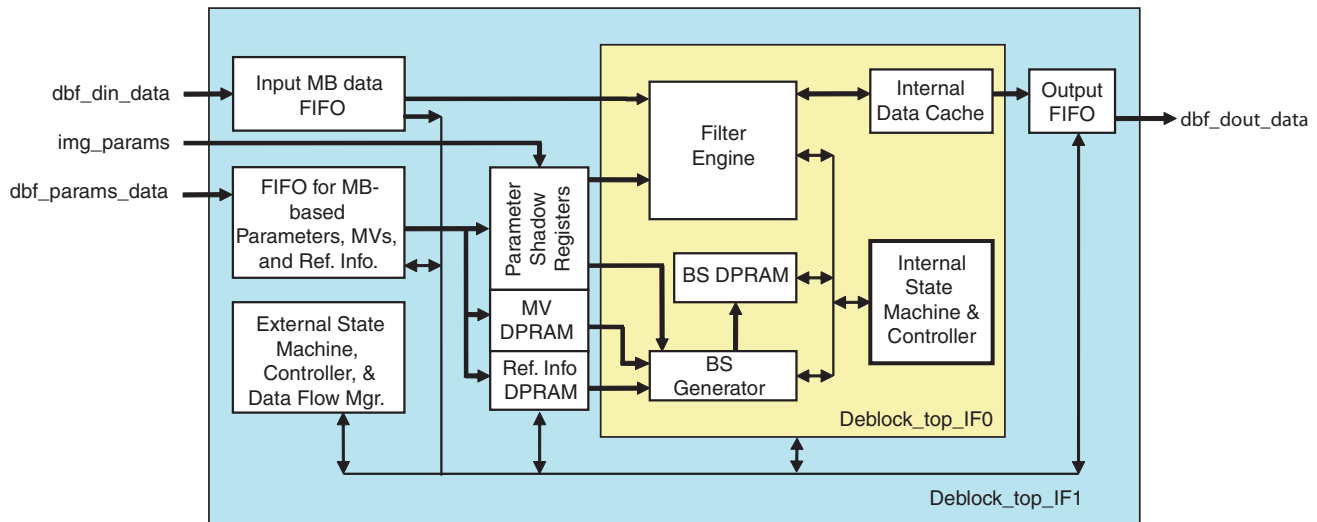 dbf_din_data
img_params
dbf_params_data
Input MB data
FIFO
FIFO for MB-
based
Parameters, MVs,
and Ref. Info.
External State
Machine,
Controller, &
Data Flow Mgr.
Parameter
Shadow
Registers
MV
DPRAM
Ref. Info
DPRAM
Filter
Engine
BS DPRAM
BS
Generator
Internal
Data Cache
Internal
State
Machine &
Controller
Deblock_top_IF0
Output
FIFO
dbf_dout_data
Deblock_top_IF1